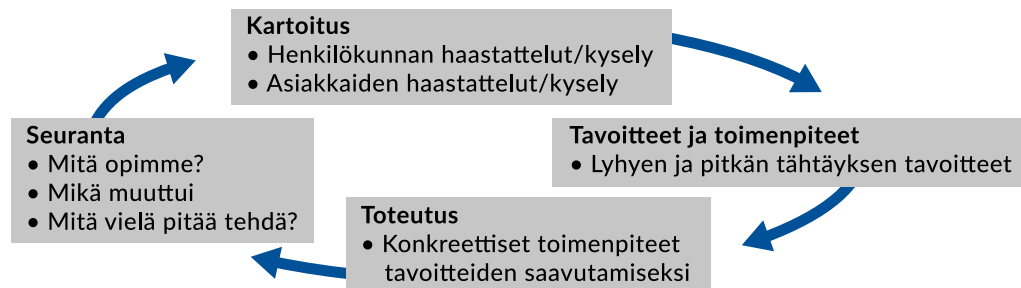 Kartoitus
• Henkilökunnan haastattelut/kysely
• Asiakkaiden haastattelut/kysely
Tavoitteet ja toimenpiteet
• Lyhyen ja pitkän tähtäyksen tavoitteet
Toteutus
• Konkreettiset toimenpiteet
tavoitteiden saavutamiseksi
Seuranta
• Mitä opimme?
• Mikä muuttui
• Mitä vielä pitää tehdä?